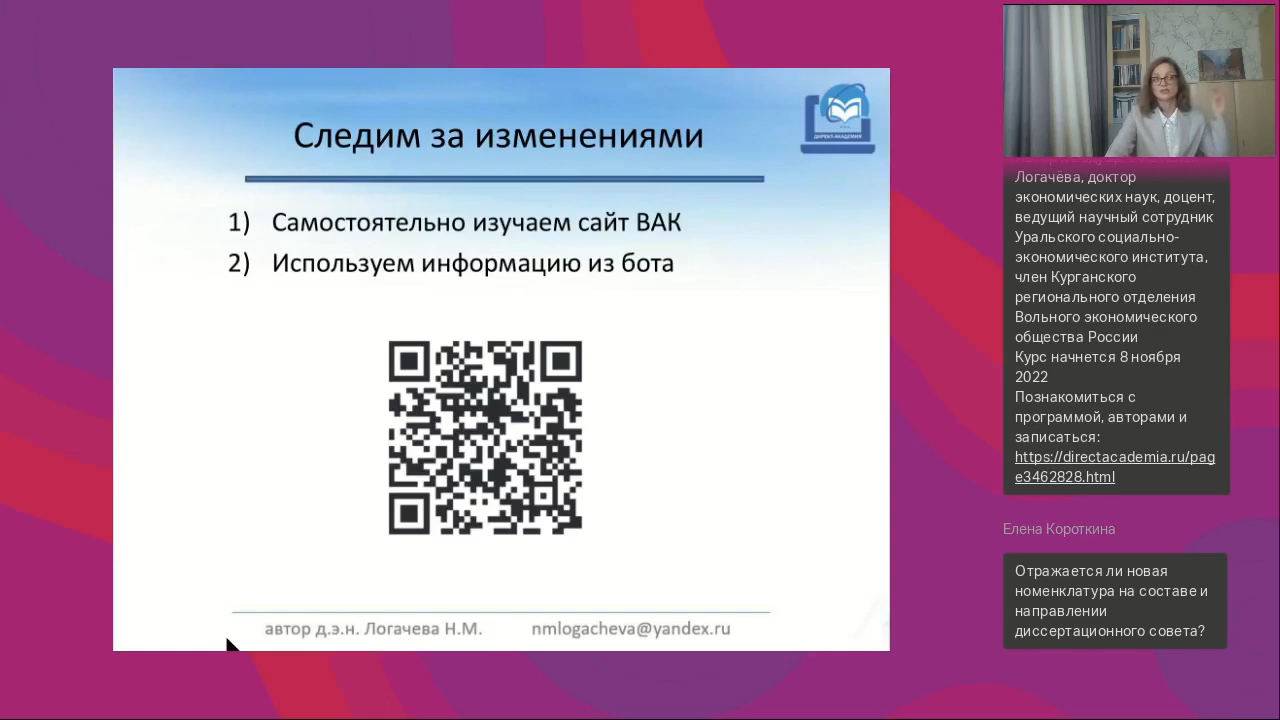 Следим за изменениями
ДИРЕКТ-АКАДЕМИЯ
1) Самостоятельно изучаем сайт ВАК
2) Используем информацию из бота
автор д.э.н. Логачева Н.М. nmlogacheva@yandex.ru
Логачёва, доктор
экономических наук, доцент,
ведущий научный сотрудник
Уральского социально-
экономического института,
член Курганского
регионального отделения
Вольного экономического
общества России
Курс начнется 8 ноября
2022
Познакомиться с
программой, авторами и
записаться:
https://directacademia.ru/pag
e3462828.html
Елена Короткина
Отражается ли новая
номенклатура на составе и
направлении
диссертационного совета?